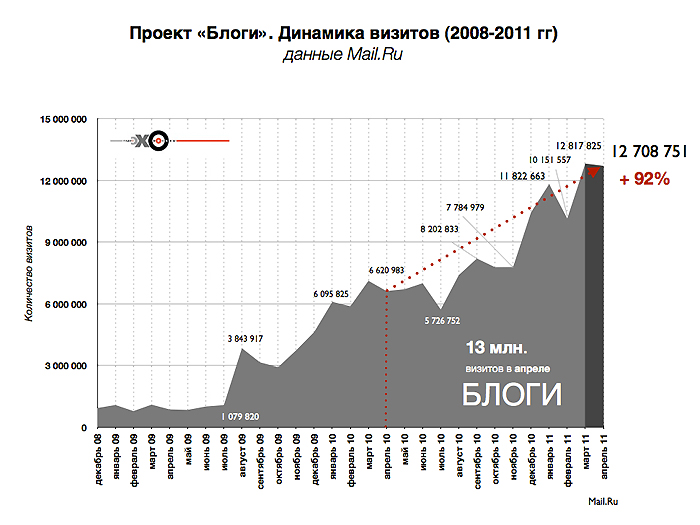 Проект «Блоги». Динамика визитов (2008-2011 гг)
данные Mail.Ru
15 000 000
12 000 000
9 000 000
6 000 000
3 000 000
0
Количество визитов
ЭХО
12 817 825
12 708 751
10 151 557
+ 92%
11 822 663
7 784 979
8 202 833
6 620 983
6 095 825
5 726 752
3 843 917
1 079 820
13 млн.
визитов в апреле
БЛОГИ
декабрь 08
январь 09
февраль 09
март 09
апрель 09
май 09
июнь 09
июль 09
август 09
сентябрь 09
октябрь 09
ноябрь 09
декабрь 09
январь 10
февраль 10
март 10
апрель 10
май 10
июнь 10
июль 10
август 10
сентябрь 10
октябрь 10
ноябрь 10
декабрь 10
январь 11
февраль 11
март 11
апрель 11
Mail.Ru